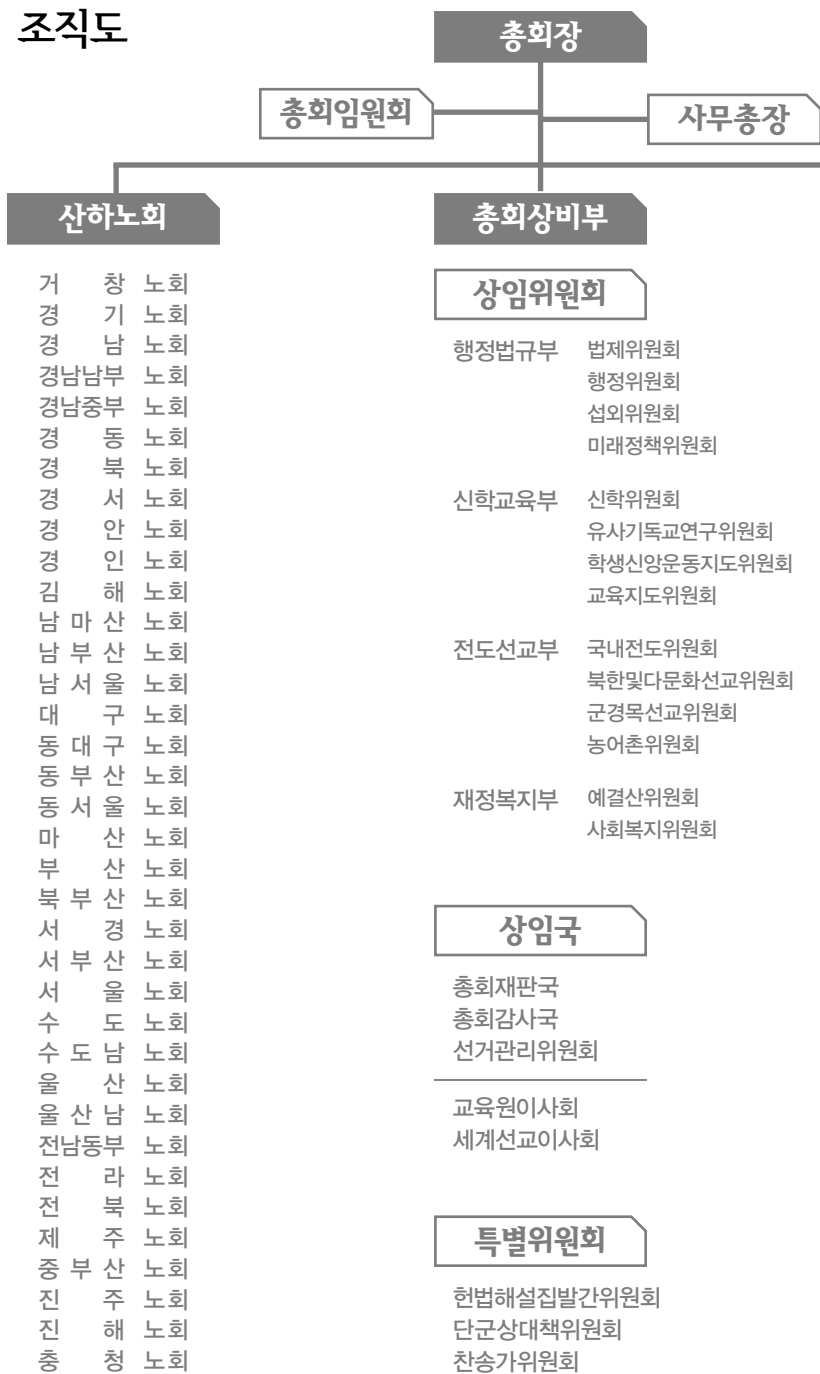 조직도
총회장
총회임원회
사무총장
산하노회
거 창 노회
경 기 노회
경 남 노회
경남남부 노회
경남중부 노회
경 동 노회
경 북 노회
경 서 노회
경 안 노회
경 인 노회
김 해 노회
남 마 산 노회
남 부 산 노회
남 서 울 노회
대 구 노회
동 대 구 노회
동 부 산 노회
동 서 울 노회
마 산 노회
부 산 노회
북 부 산 노회
서 경 노회
서 부 산 노회
서 울 노회
수 도 노회
수 도 남 노회
울 산 노회
울 산 남 노회
전남동부 노회
전 라 노회
전 북 노회
제 주 노회
중 부 산 노회
진 주 노회
진 해 노회
충 청 노회
총회상비부
상임위원회
행정법규부 법제위원회
행정위원회
섭외위원회
미래정책위원회
신학교육부 신학위원회
유사기독교연구위원회
학생신앙운동지도위원회
교육지도위원회
전도선교부 국내전도위원회
북한및다문화선교위원회
군경목선교위원회
농어촌위원회
재정복지부 예결산위원회
사회복지위원회
상임국
총회재판국
총회감사국
선거관리위원회
교육원이사회
세계선교이사회
특별위원회
헌법해설집발간위원회
단군상대책위원회
찬송가위원회